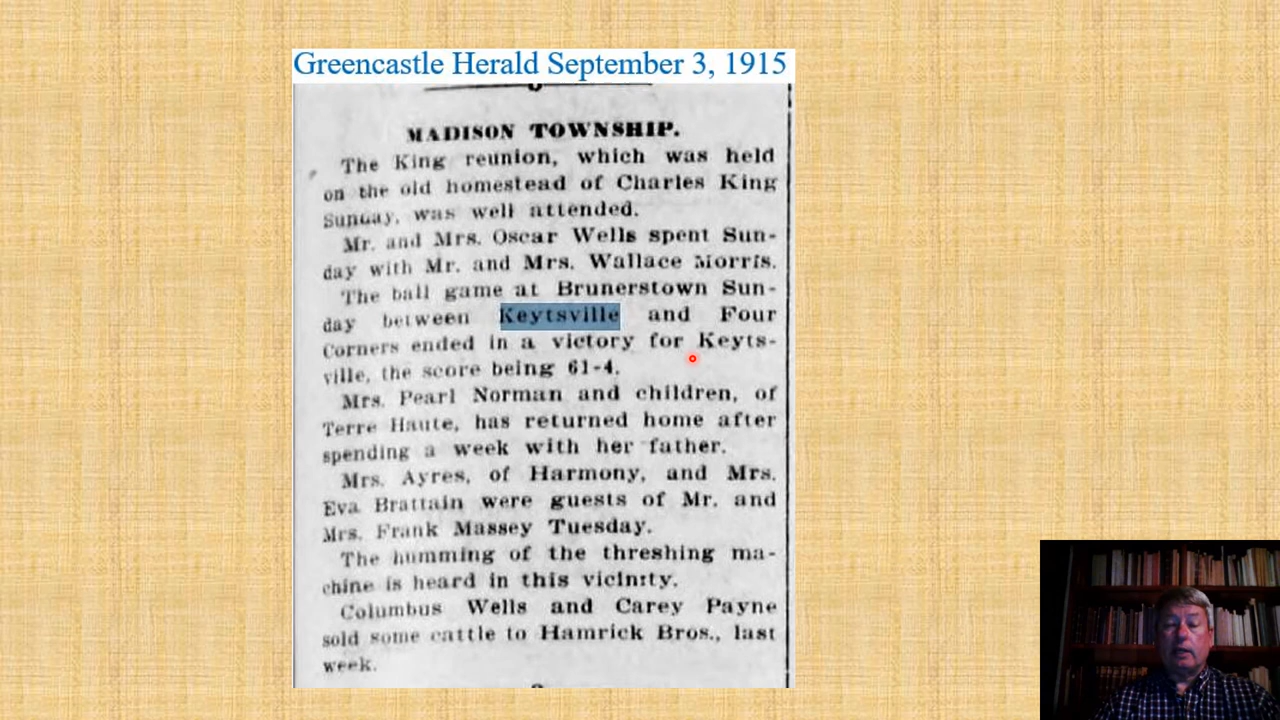 Greencastle Herald September 3, 1915
MADISON TOWNSHIP.
The King reunion, which was held
on the old homestead of Charles King
Sunday, was well attended.
Mr. and Mrs. Oscar Wells spent Sun-
day with Mr. and Mrs. Wallace Morris.
The ball game at Brunerstown Sun-
day between Keytsville and Four
Corners ended in a victory for Keyts-
ville, the score being 61-4.
Mrs. Pearl Norman and children, of
Terre Haute, has returned home after
spending a week with her father.
Mrs. Ayres, of Harmony, and Mrs.
Eva Brattain were guests of Mr. and
Mrs. Frank Massey Tuesday.
The humming of the threshing ma-
chine is heard in this vicinity.
Columbus Wells and Carey Payne
sold some cattle to Hamrick Bros., last
week.